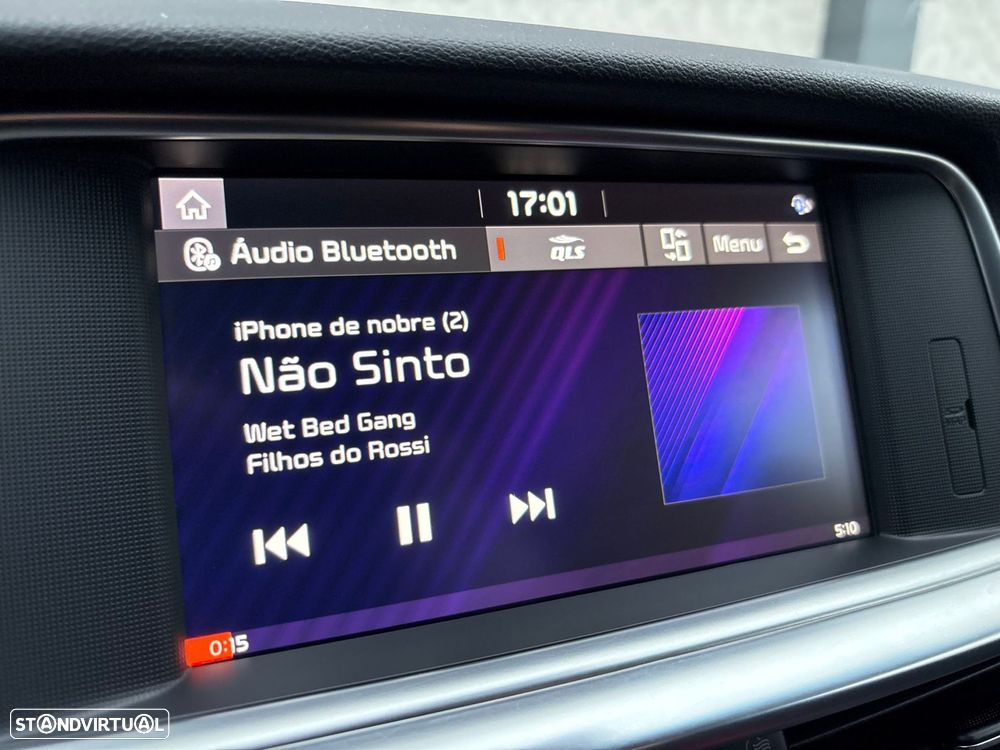 17:01
Áudio Bluetooth
QLS
Menu
iPhone de nobre (2)
Não Sinto
Wet Bed Gang
Filhos do Rossi
5:10
0:15
STANDVIRTUAL